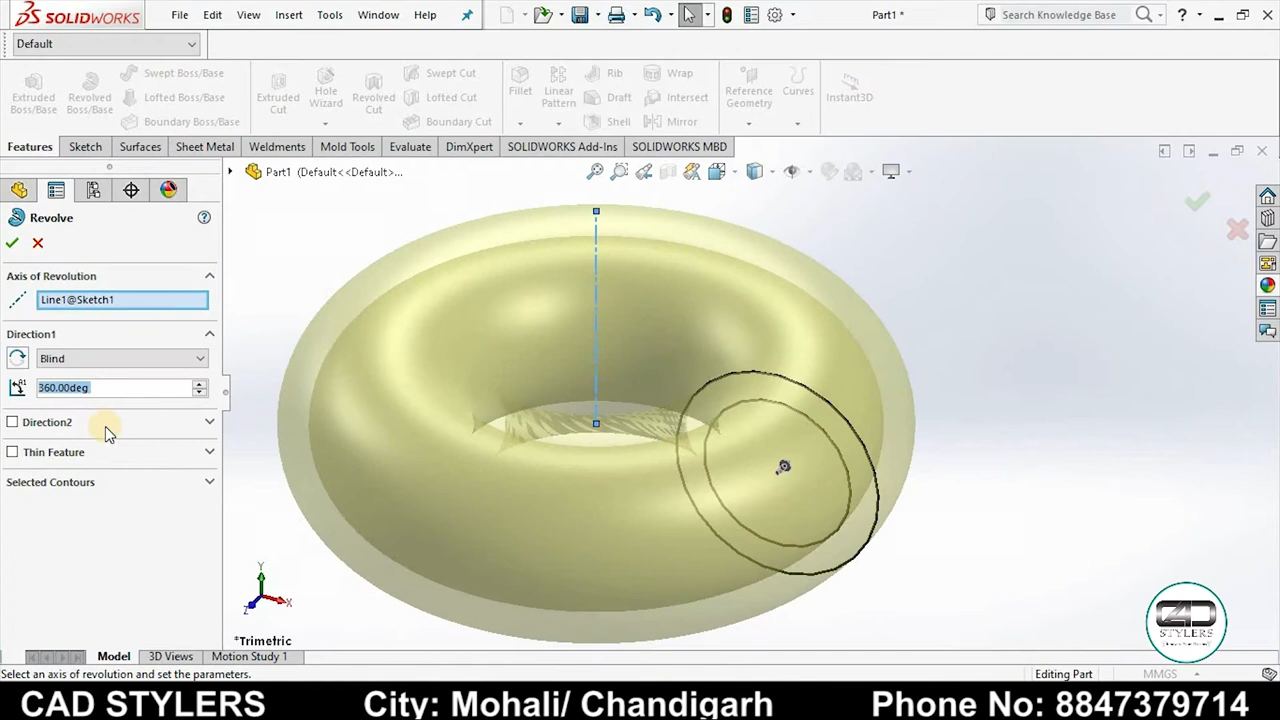 SOLIDWORKS
File Edit View Insert Tools Window Help
Part1 *
Search Knowledge Base
Default
Extruded Boss/Base
Revolved Boss/Base
Swept Boss/Base
Lofted Boss/Base
Boundary Boss/Base
Extruded Cut
Hole Wizard
Revolved Cut
Swept Cut
Lofted Cut
Boundary Cut
Fillet
Linear Pattern
Rib
Draft
Shell
Wrap
Intersect
Mirror
Reference Geometry
Curves
Instant3D
Features Sketch Surfaces Sheet Metal Weldments Mold Tools Evaluate DimXpert SOLIDWORKS Add-Ins SOLIDWORKS MBD
Part1 (Default<<Default>...
Revolve
Axis of Revolution
Line1@Sketch1
Direction1
Blind
360.00deg
Direction2
Thin Feature
Selected Contours
Y
X
Z
*Trimetric
CAD
STYLERS
Model 3D Views Motion Study 1
Select an axis of revolution and set the parameters.
Editing Part
MMGS
CAD STYLERS City: Mohali/ Chandigarh Phone No: 8847379714